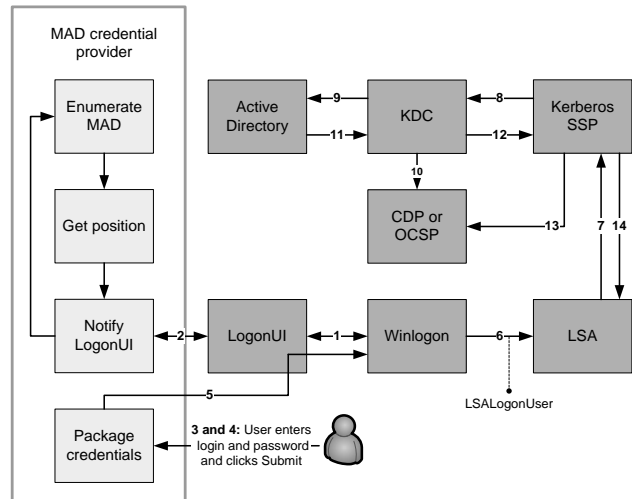 MAD credential
provider
Enumerate
MAD
Get position
Notify
LogonUI
Package
credentials
Active
Directory
9
11
KDC
8
12
Kerberos
SSP
10
CDP or
OCSP
13
7
14
2
LogonUI
1
Winlogon
6
LSA
5
LSALogonUser
3 and 4: User enters
login and password
and clicks Submit